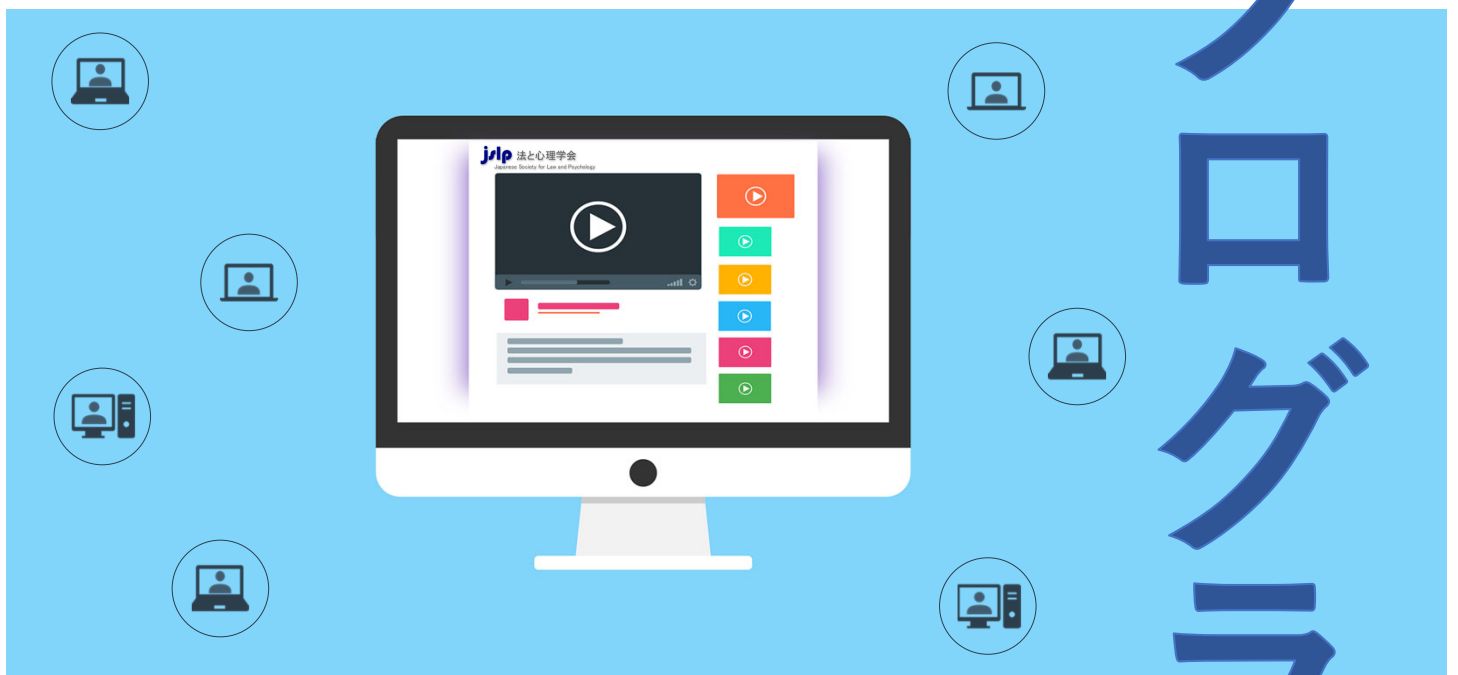 jslp 法と心理学会
Japanese Society for Law and Psychology
ログラ